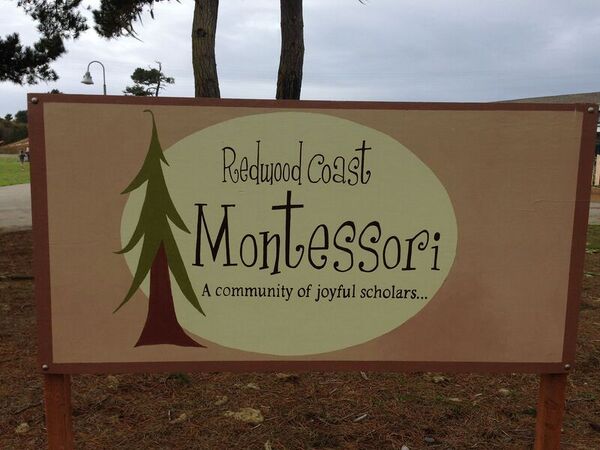 Redwood Coast
Montessori
A community of joyful scholars...